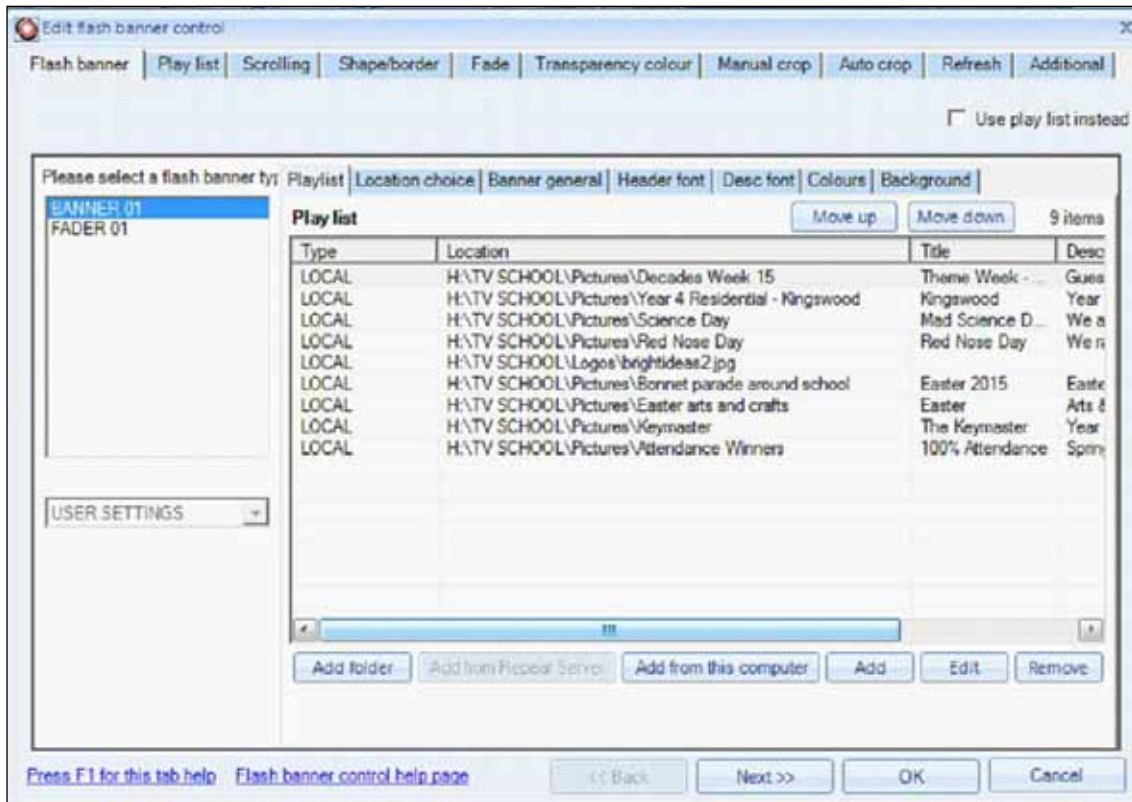 Edit flash banner control
Flash banner Play list Scrolling Shape/border Fade Transparency colour Manual crop Auto crop Refresh Additional
Use play list instead
Please select a flash banner typ
BANNER 01
FADER 01
USER SETTINGS
Playlist Location choice Banner general Header font Desc font Colours Background
Play list Move up Move down 9 items
Type Location Title Desc
LOCAL H:\TV SCHOOL\Pictures\Decades Week 15 Theme Week - ... Gues
LOCAL H:\TV SCHOOL\Pictures\Year 4 Residential - Kingswood Kingswood Year
LOCAL H:\TV SCHOOL\Pictures\Science Day Mad Science D... We a
LOCAL H:\TV SCHOOL\Pictures\Red Nose Day Red Nose Day We ra
LOCAL H:\TV SCHOOL\Logos\brightideas2.jpg
LOCAL H:\TV SCHOOL\Pictures\Bonnet parade around school Easter 2015 Easte
LOCAL H:\TV SCHOOL\Pictures\Easter arts and crafts Easter Arts &
LOCAL H:\TV SCHOOL\Pictures\Keymaster The Keymaster Year
LOCAL H:\TV SCHOOL\Pictures\Attendance Winners 100% Attendance Spring
Add folder Add from Repeat Server Add from this computer Add Edit Remove
Press F1 for this tab help Flash banner control help page << Back Next >> OK Cancel